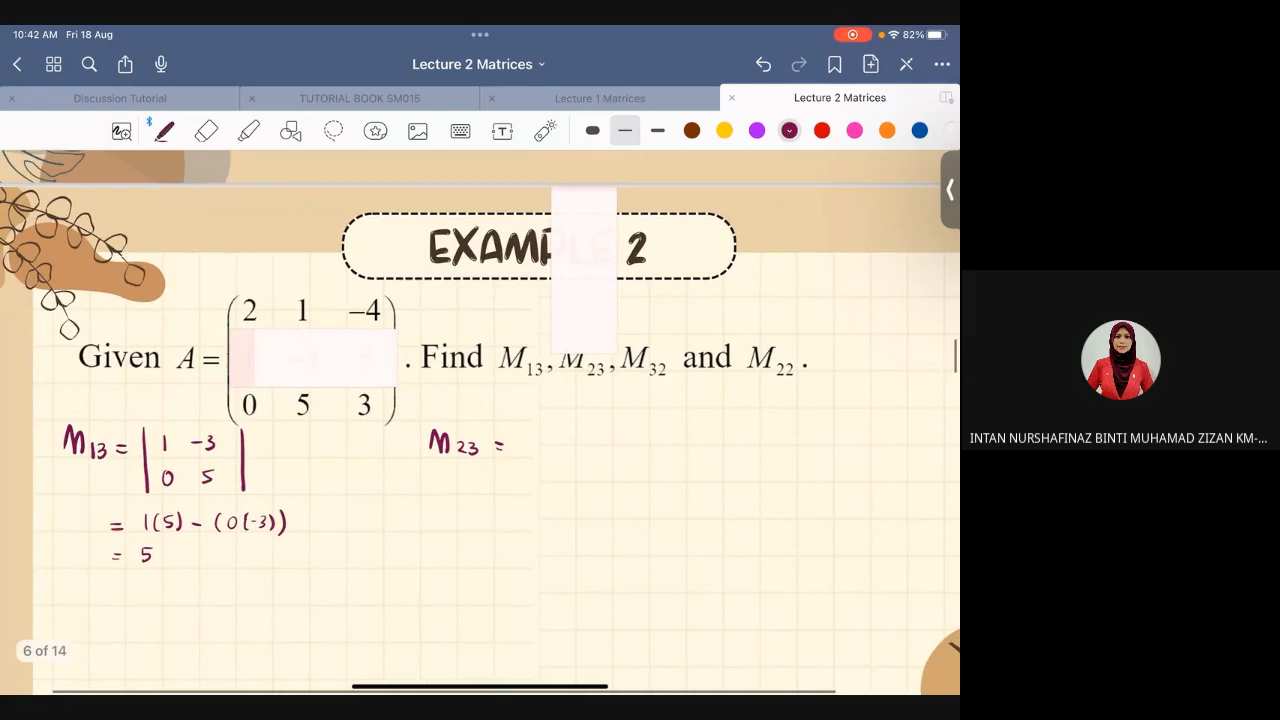 10:42 AM Fri 18 Aug
82%
Lecture 2 Matrices
Discussion Tutorial
TUTORIAL BOOK SM015
Lecture 1 Matrices
Lecture 2 Matrices
EXAMPLE 2
2 1 −4
Given A = . Find M13, M23, M32 and M22 .
0 5 3
M13 = | 1 -3 |
0 5
M23 =
= 1(5) - (0(-3))
= 5
6 of 14
INTAN NURSHAFINAZ BINTI MUHAMAD ZIZAN KM-...